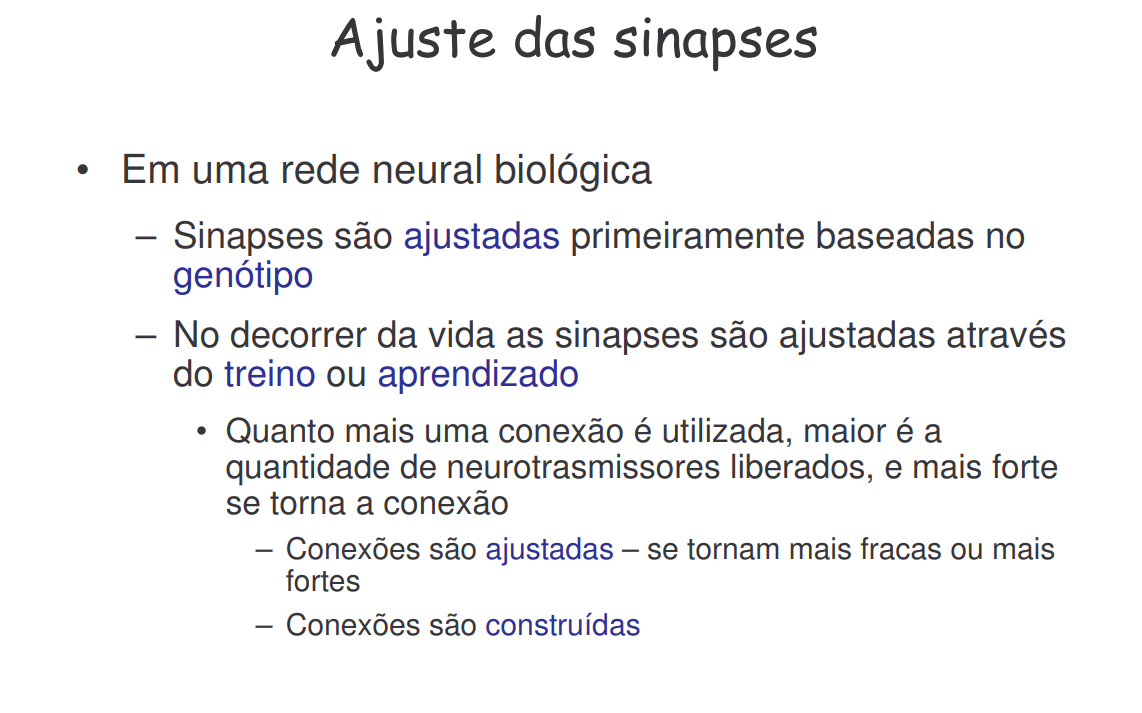 Ajuste das sinapses
• Em uma rede neural biológica
– Sinapses são ajustadas primeiramente baseadas no
genótipo
– No decorrer da vida as sinapses são ajustadas através
do treino ou aprendizado
• Quanto mais uma conexão é utilizada, maior é a
quantidade de neurotrasmissores liberados, e mais forte
se torna a conexão
– Conexões são ajustadas – se tornam mais fracas ou mais
fortes
– Conexões são construídas